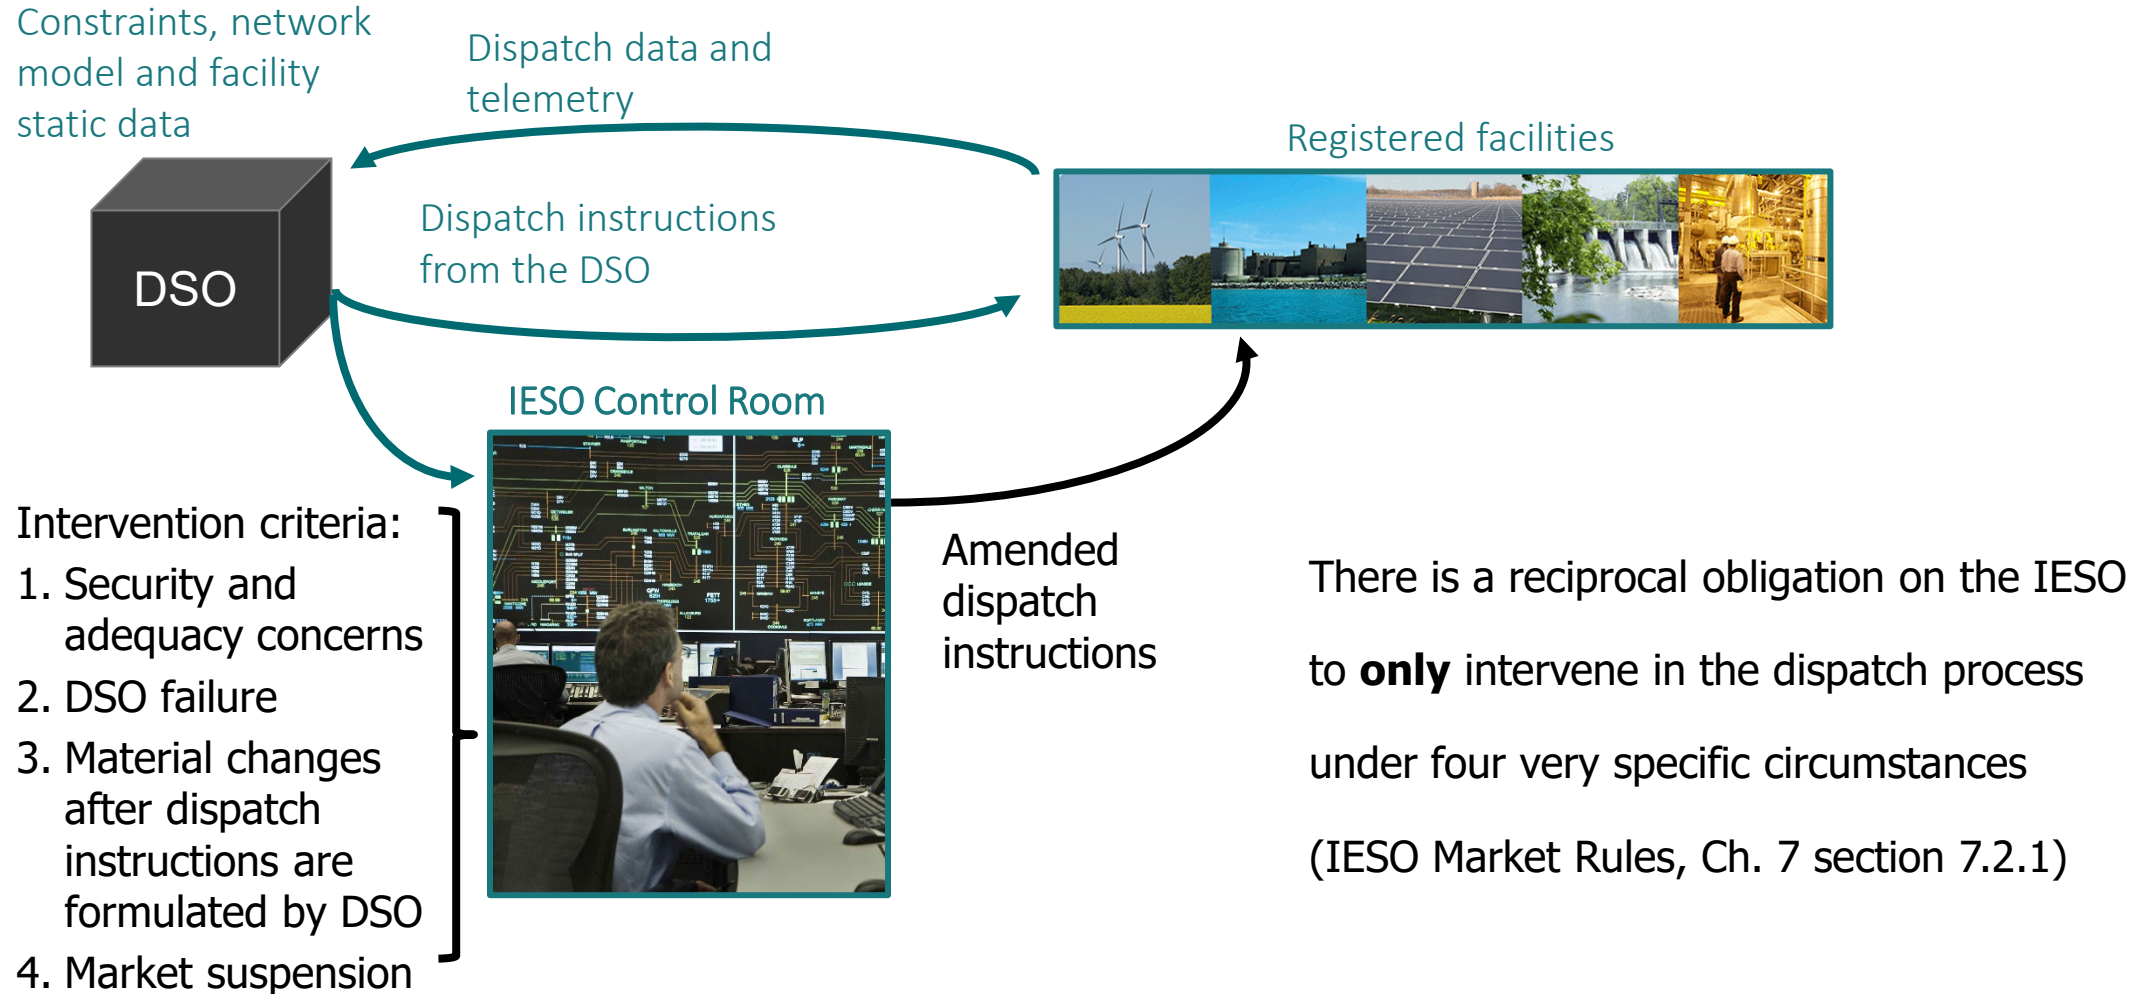 Constraints, network
model and facility
static data
Dispatch data and
telemetry
Registered facilities
DSO
Dispatch instructions
from the DSO
IESO Control Room
Intervention criteria:
1. Security and
adequacy concerns
2. DSO failure
3. Material changes
after dispatch
instructions are
formulated by DSO
4. Market suspension
Amended
dispatch
instructions
There is a reciprocal obligation on the IESO
to only intervene in the dispatch process
under four very specific circumstances
(IESO Market Rules, Ch. 7 section 7.2.1)